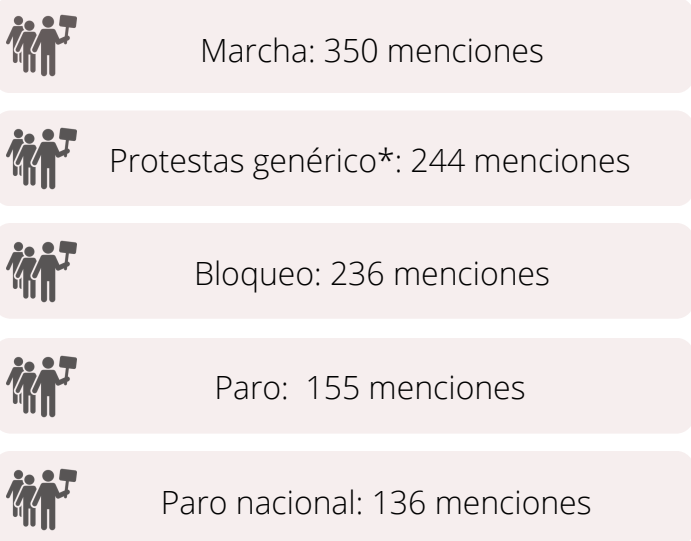 Marcha: 350 menciones
Protestas genérico*: 244 menciones
Bloqueo: 236 menciones
Paro: 155 menciones
Paro nacional: 136 menciones